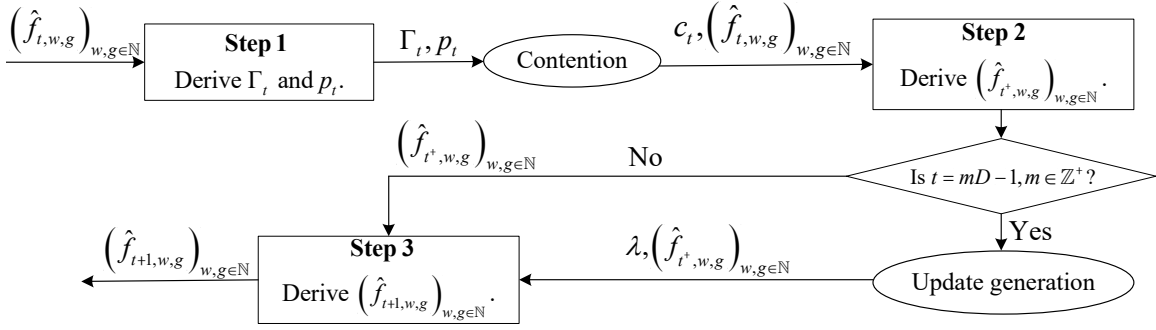 (f̂_{t,w,g})_{w,g∈ℕ}
Step 1
Derive Γ_t and p_t.
Γ_t, p_t
Contention
c_t, (f̂_{t,w,g})_{w,g∈ℕ}
Step 2
Derive (f̂_{t⁺,w,g})_{w,g∈ℕ}.
(f̂_{t⁺,w,g})_{w,g∈ℕ}
No
Is t = mD − 1, m ∈ ℤ⁺?
Yes
(f̂_{t+1,w,g})_{w,g∈ℕ}
Step 3
Derive (f̂_{t+1,w,g})_{w,g∈ℕ}.
λ, (f̂_{t⁺,w,g})_{w,g∈ℕ}
Update generation